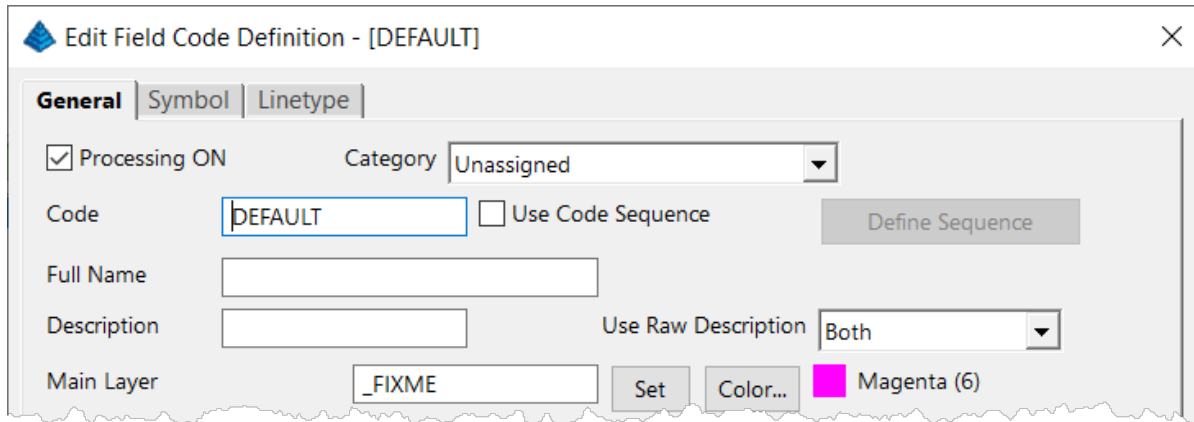 Edit Field Code Definition - [DEFAULT]
General Symbol Linetype
Processing ON Category Unassigned
Code DEFAULT Use Code Sequence Define Sequence
Full Name
Description Use Raw Description Both
Main Layer _FIXME Set Color... Magenta (6)